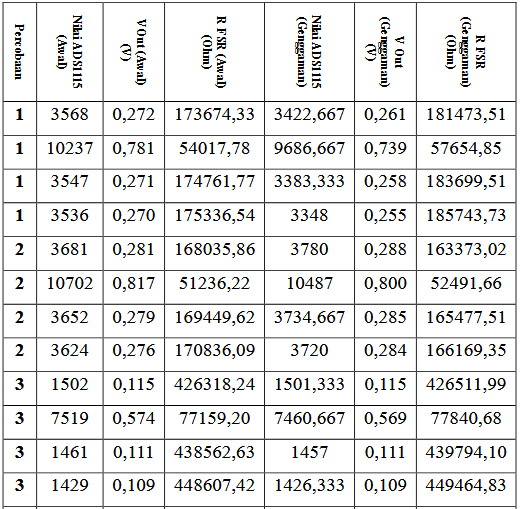 Percobaan | Nilai ADS1115 (Awal) | V Out (Awal) (V) | R FSR (Awal) (Ohm) | Nilai ADS1115 (Genggaman) | V Out (Genggaman) (V) | R FSR (Genggaman) (Ohm)
1 | 3568 | 0,272 | 173674,33 | 3422,667 | 0,261 | 181473,51
1 | 10237 | 0,781 | 54017,78 | 9686,667 | 0,739 | 57654,85
1 | 3547 | 0,271 | 174761,77 | 3383,333 | 0,258 | 183699,51
1 | 3536 | 0,270 | 175336,54 | 3348 | 0,255 | 185743,73
2 | 3681 | 0,281 | 168035,86 | 3780 | 0,288 | 163373,02
2 | 10702 | 0,817 | 51236,22 | 10487 | 0,800 | 52491,66
2 | 3652 | 0,279 | 169449,62 | 3734,667 | 0,285 | 165477,51
2 | 3624 | 0,276 | 170836,09 | 3720 | 0,284 | 166169,35
3 | 1502 | 0,115 | 426318,24 | 1501,333 | 0,115 | 426511,99
3 | 7519 | 0,574 | 77159,20 | 7460,667 | 0,569 | 77840,68
3 | 1461 | 0,111 | 438562,63 | 1457 | 0,111 | 439794,10
3 | 1429 | 0,109 | 448607,42 | 1426,333 | 0,109 | 449464,83